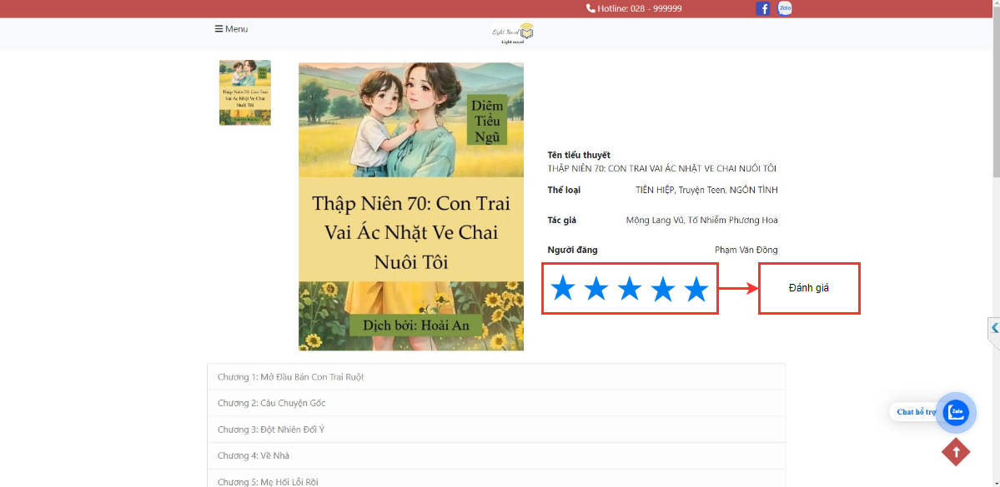 Hotline: 028 - 999999
Zalo
Menu
Light Novel
Light novel
Thập Niên 70: Con Trai
Vai Ác Nhặt Ve Chai
Nuôi Tôi
Diêm
Tiểu
Ngũ
Thập Niên 70: Con Trai
Vai Ác Nhặt Ve Chai
Nuôi Tôi
Dịch bởi: Hoài An
Tên tiểu thuyết
THẬP NIÊN 70: CON TRAI VAI ÁC NHẶT VE CHAI NUÔI TÔI
Thể loại TIÊN HIỆP, Truyện Teen, NGÔN TÌNH
Tác giả Mộng Lang Vũ, Tố Nhiễm Phương Hoa
Người đăng Phạm Văn Đồng
Đánh giá
Chương 1: Mở Đầu Bán Con Trai Ruột
Chương 2: Câu Chuyện Gốc
Chương 3: Đột Nhiên Đổi Ý
Chương 4: Về Nhà
Chương 5: Mẹ Hối Lỗi Rồi
Chat hỗ trợ
Zalo